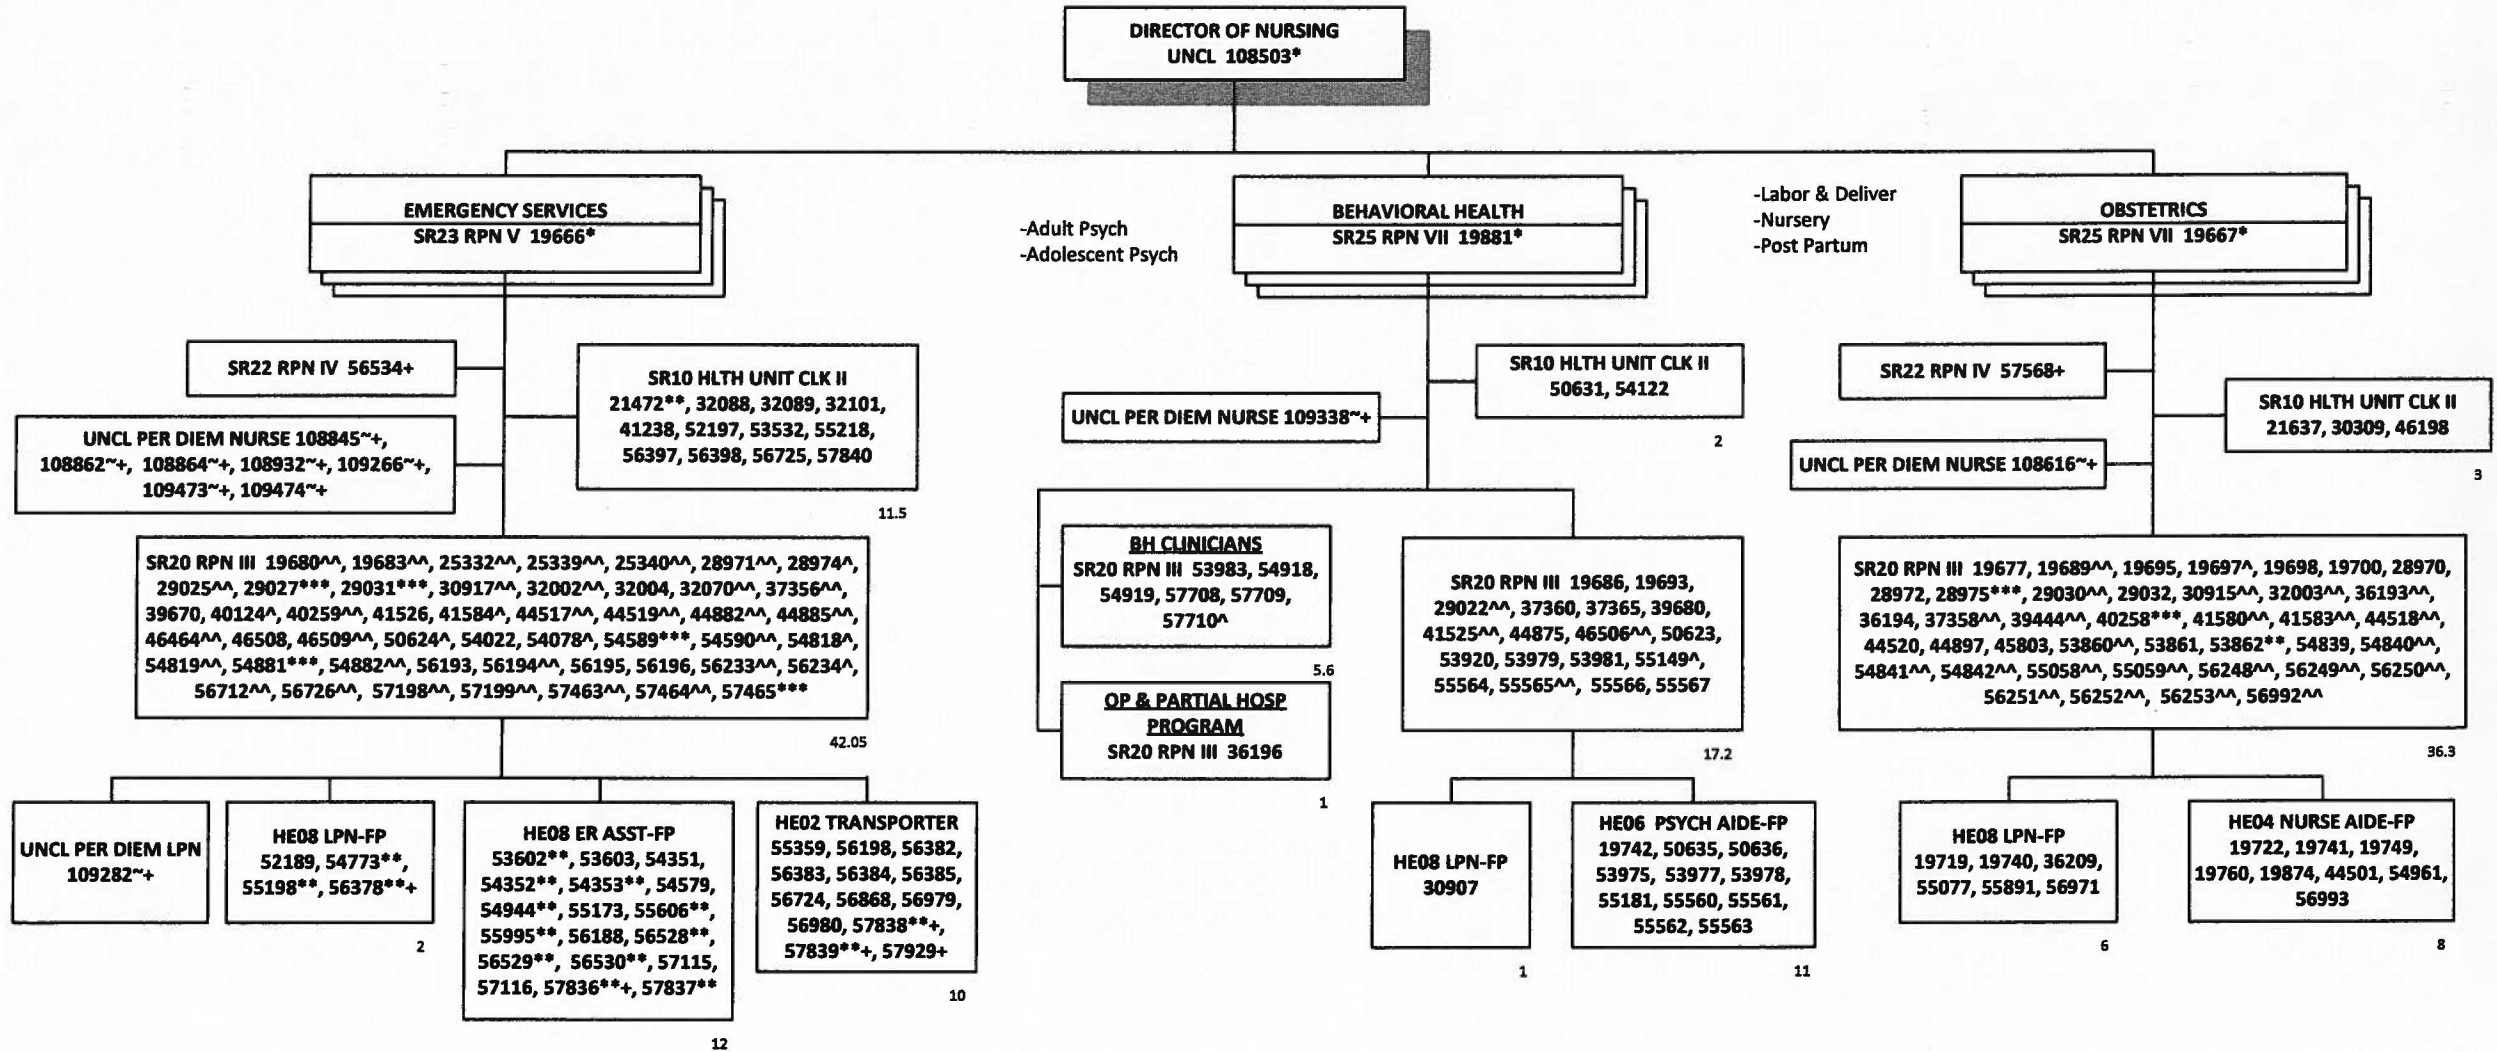 DIRECTOR OF NURSING
UNCL 108503*
EMERGENCY SERVICES
SR23 RPN V 19666*
-Adult Psych
-Adolescent Psych
BEHAVIORAL HEALTH
SR25 RPN VII 19881*
-Labor & Deliver
-Nursery
-Post Partum
OBSTETRICS
SR25 RPN VII 19667*
SR22 RPN IV 56534+
UNCL PER DIEM NURSE 108845~+,
108862~+, 108864~+, 108932~+, 109266~+,
109473~+, 109474~+
SR10 HLTH UNIT CLK II
21472**, 32088, 32089, 32101,
41238, 52197, 53532, 55218,
56397, 56398, 56725, 57840
11.5
SR20 RPN III 19680^^, 19683^^, 25332^^, 25339^^, 25340^^, 28971^^, 28974^,
29025^^, 29027***, 29031***, 30917^^, 32002^^, 32004, 32070^^, 37356^^,
39670, 40124^, 40259^^, 41526, 41584^, 44517^^, 44519^^, 44882^^, 44885^^,
46464^^, 46508, 46509^^, 50624^, 54022, 54078^, 54589***, 54590^^, 54818^,
54819^^, 54881***, 54882^^, 56193, 56194^^, 56195, 56196, 56233^^, 56234^,
56712^^, 56726^^, 57198^^, 57199^^, 57463^^, 57464^^, 57465***
42.05
UNCL PER DIEM LPN
109282~+
HE08 LPN-FP
52189, 54773**,
55198**, 56378**+
2
HE08 ER ASST-FP
53602**, 53603, 54351,
54352**, 54353**, 54579,
54944**, 55173, 55606**,
55995**, 56188, 56528**,
56529**, 56530**, 57115,
57116, 57836**+, 57837**
12
HE02 TRANSPORTER
55359, 56198, 56382,
56383, 56384, 56385,
56724, 56868, 56979,
56980, 57838**+,
57839**+, 57929+
10
UNCL PER DIEM NURSE 109338~+
SR10 HLTH UNIT CLK II
50631, 54122
2
BH CLINICIANS
SR20 RPN III 53983, 54918,
54919, 57708, 57709,
57710^
5.6
OP & PARTIAL HOSP
PROGRAM
SR20 RPN III 36196
1
SR20 RPN III 19686, 19693,
29022^^, 37360, 37365, 39680,
41525^^, 44875, 46506^^, 50623,
53920, 53979, 53981, 55149^,
55564, 55565^^, 55566, 55567
17.2
HE08 LPN-FP
30907
1
HE06 PSYCH AIDE-FP
19742, 50635, 50636,
53975, 53977, 53978,
55181, 55560, 55561,
55562, 55563
11
SR22 RPN IV 57568+
SR10 HLTH UNIT CLK II
21637, 30309, 46198
3
UNCL PER DIEM NURSE 108616~+
SR20 RPN III 19677, 19689^^, 19695, 19697^, 19698, 19700, 28970,
28972, 28975***, 29030^^, 29032, 30915^^, 32003^^, 36193^^,
36194, 37358^^, 39444^^, 40258***, 41580^^, 41583^^, 44518^^,
44520, 44897, 45803, 53860^^, 53861, 53862**, 54839, 54840^^,
54841^^, 54842^^, 55058^^, 55059^^, 56248^^, 56249^^, 56250^^,
56251^^, 56252^^, 56253^^, 56992^^
36.3
HE08 LPN-FP
19719, 19740, 36209,
55077, 55891, 56971
6
HE04 NURSE AIDE-FP
19722, 19741, 19749,
19760, 19874, 44501, 54961,
56993
8